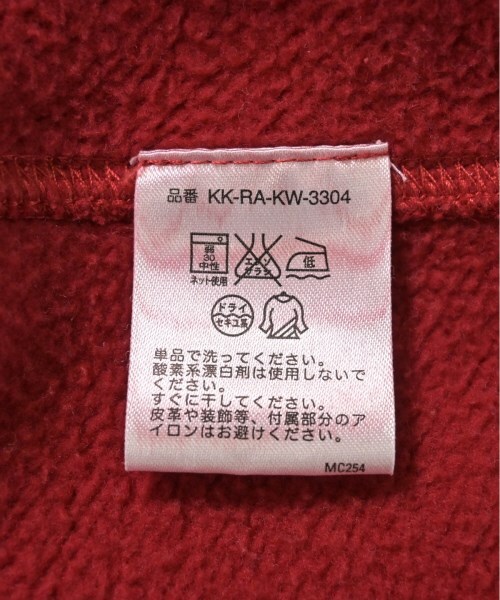 品番 KK-RA-KW-3304
弱
30
中性
ネット使用
エンソ
サラシ
低
ドライ
セキユ系
単品で洗ってください。
酸素系漂白剤は使用しないで
ください。
すぐに干してください。
皮革や装飾等、付属部分のア
イロンはお避けください。
MC254